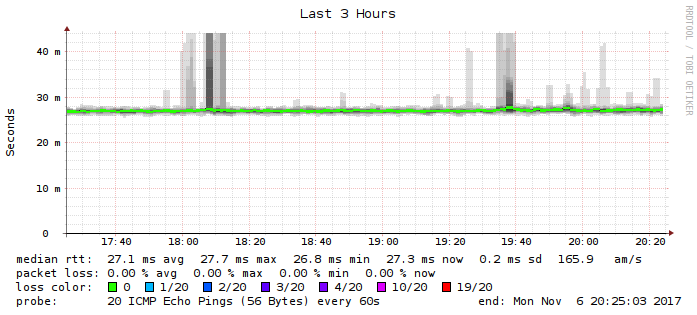 Last 3 Hours
RRDTOOL / TOBI OETIKER
Seconds
40 m
30 m
20 m
10 m
0
17:40 18:00 18:20 18:40 19:00 19:20 19:40 20:00 20:20
median rtt: 27.1 ms avg 27.7 ms max 26.8 ms min 27.3 ms now 0.2 ms sd 165.9 am/s
packet loss: 0.00 % avg 0.00 % max 0.00 % min 0.00 % now
loss color: 0 1/20 2/20 3/20 4/20 10/20 19/20
probe: 20 ICMP Echo Pings (56 Bytes) every 60s end: Mon Nov 6 20:25:03 2017